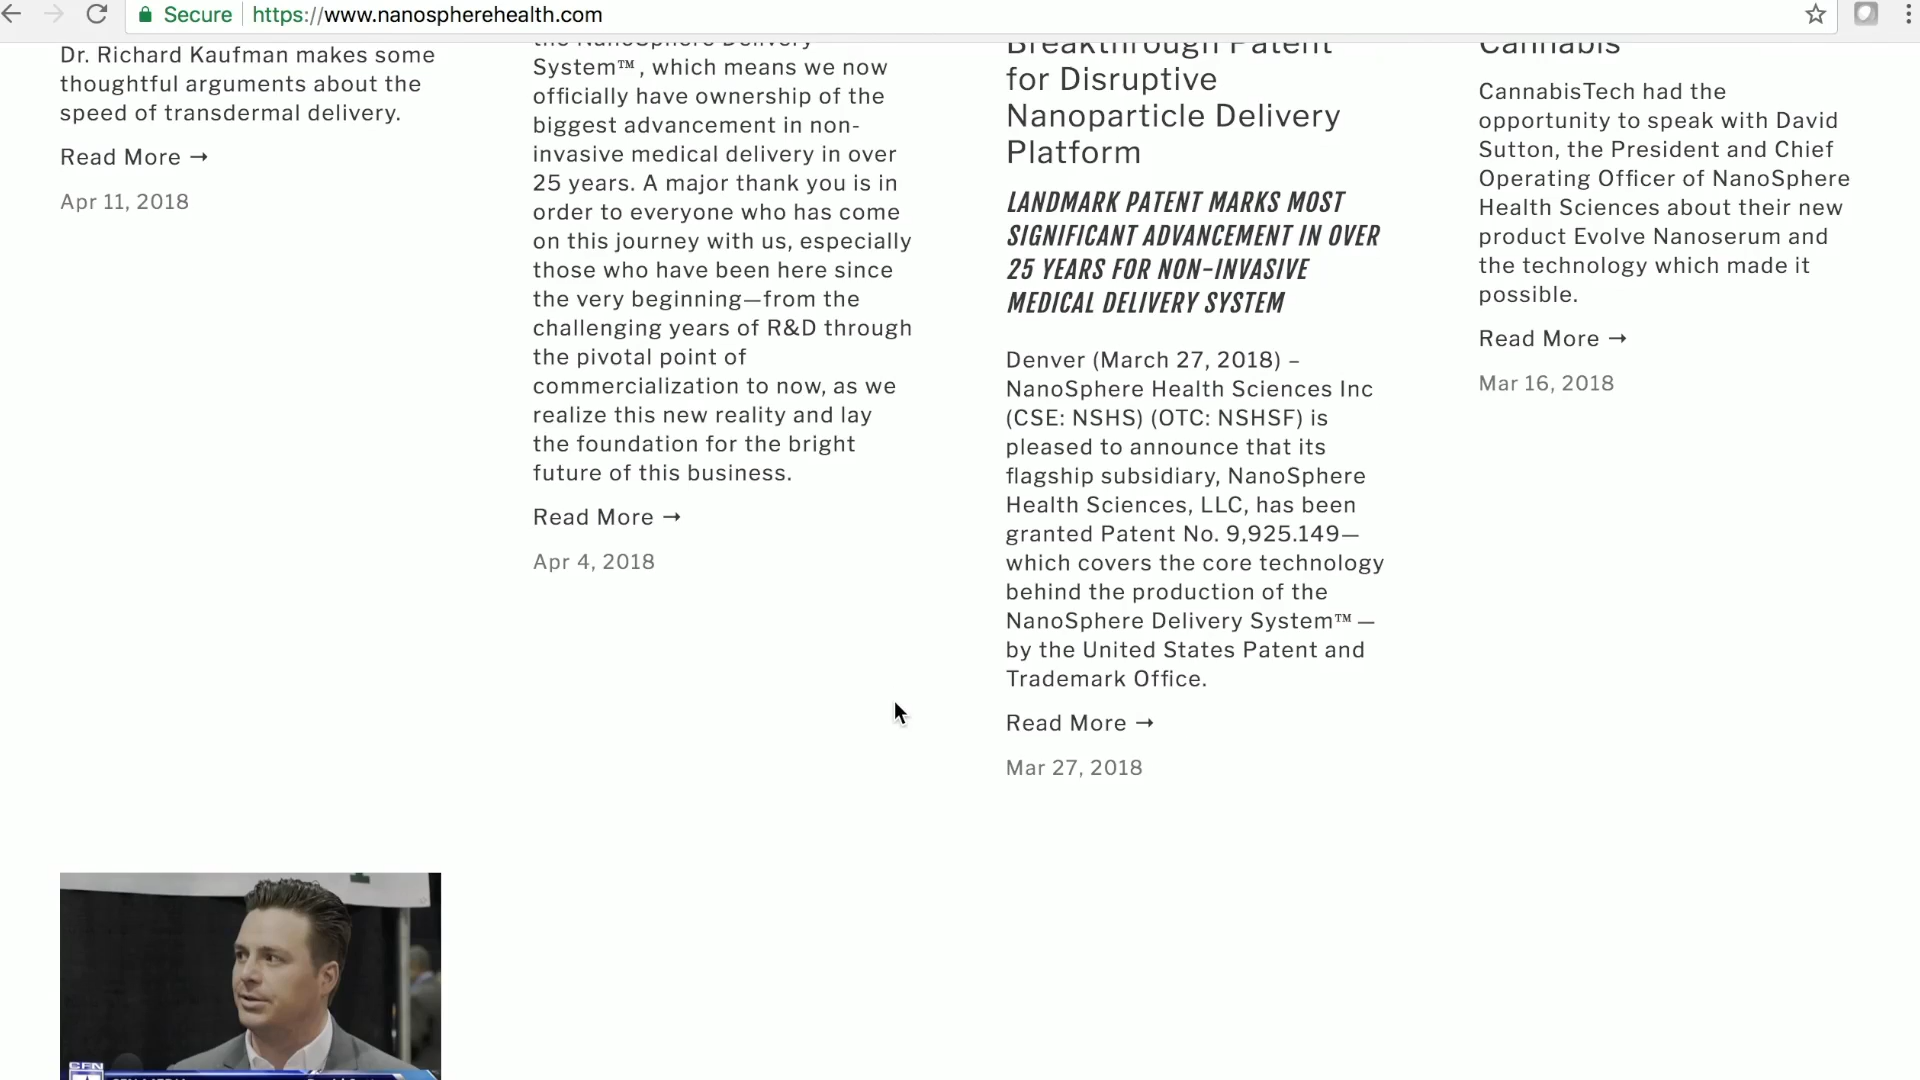 Secure https://www.nanospherehealth.com
Dr. Richard Kaufman makes some
thoughtful arguments about the
speed of transdermal delivery.
Read More →
Apr 11, 2018
the NanoSphere Delivery
System™ , which means we now
officially have ownership of the
biggest advancement in non-
invasive medical delivery in over
25 years. A major thank you is in
order to everyone who has come
on this journey with us, especially
those who have been here since
the very beginning—from the
challenging years of R&D through
the pivotal point of
commercialization to now, as we
realize this new reality and lay
the foundation for the bright
future of this business.
Read More →
Apr 4, 2018
Breakthrough Patent
for Disruptive
Nanoparticle Delivery
Platform
LANDMARK PATENT MARKS MOST
SIGNIFICANT ADVANCEMENT IN OVER
25 YEARS FOR NON-INVASIVE
MEDICAL DELIVERY SYSTEM
Denver (March 27, 2018) –
NanoSphere Health Sciences Inc
(CSE: NSHS) (OTC: NSHSF) is
pleased to announce that its
flagship subsidiary, NanoSphere
Health Sciences, LLC, has been
granted Patent No. 9,925.149—
which covers the core technology
behind the production of the
NanoSphere Delivery System™ —
by the United States Patent and
Trademark Office.
Read More →
Mar 27, 2018
Cannabis
CannabisTech had the
opportunity to speak with David
Sutton, the President and Chief
Operating Officer of NanoSphere
Health Sciences about their new
product Evolve Nanoserum and
the technology which made it
possible.
Read More →
Mar 16, 2018
CFN